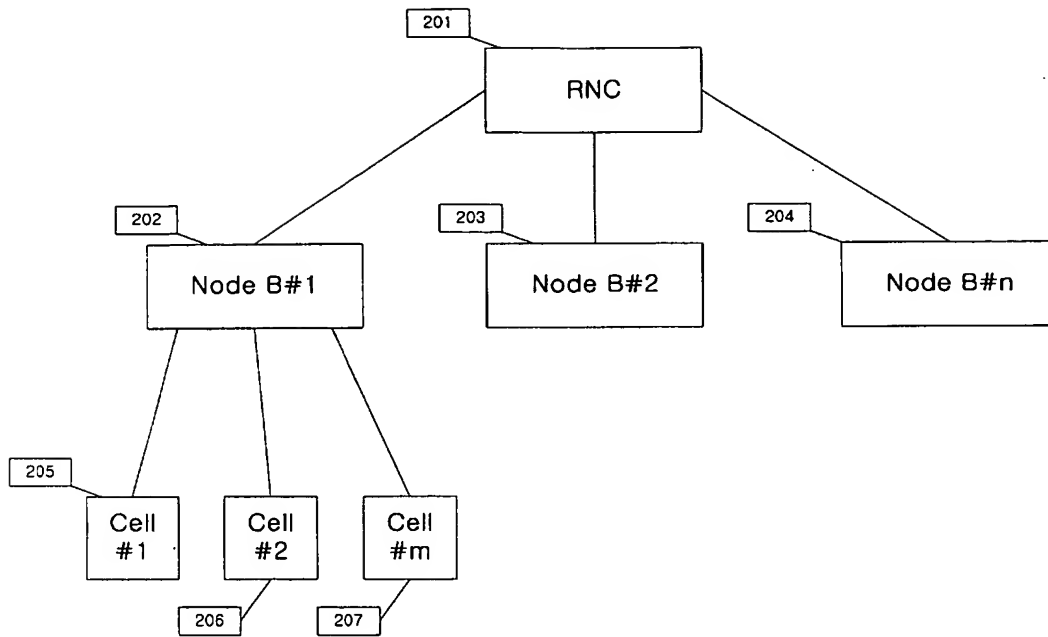 201
RNC
202
203
204
Node B#1
Node B#2
Node B#n
205
Cell
#1
Cell
#2
Cell
#m
206
207